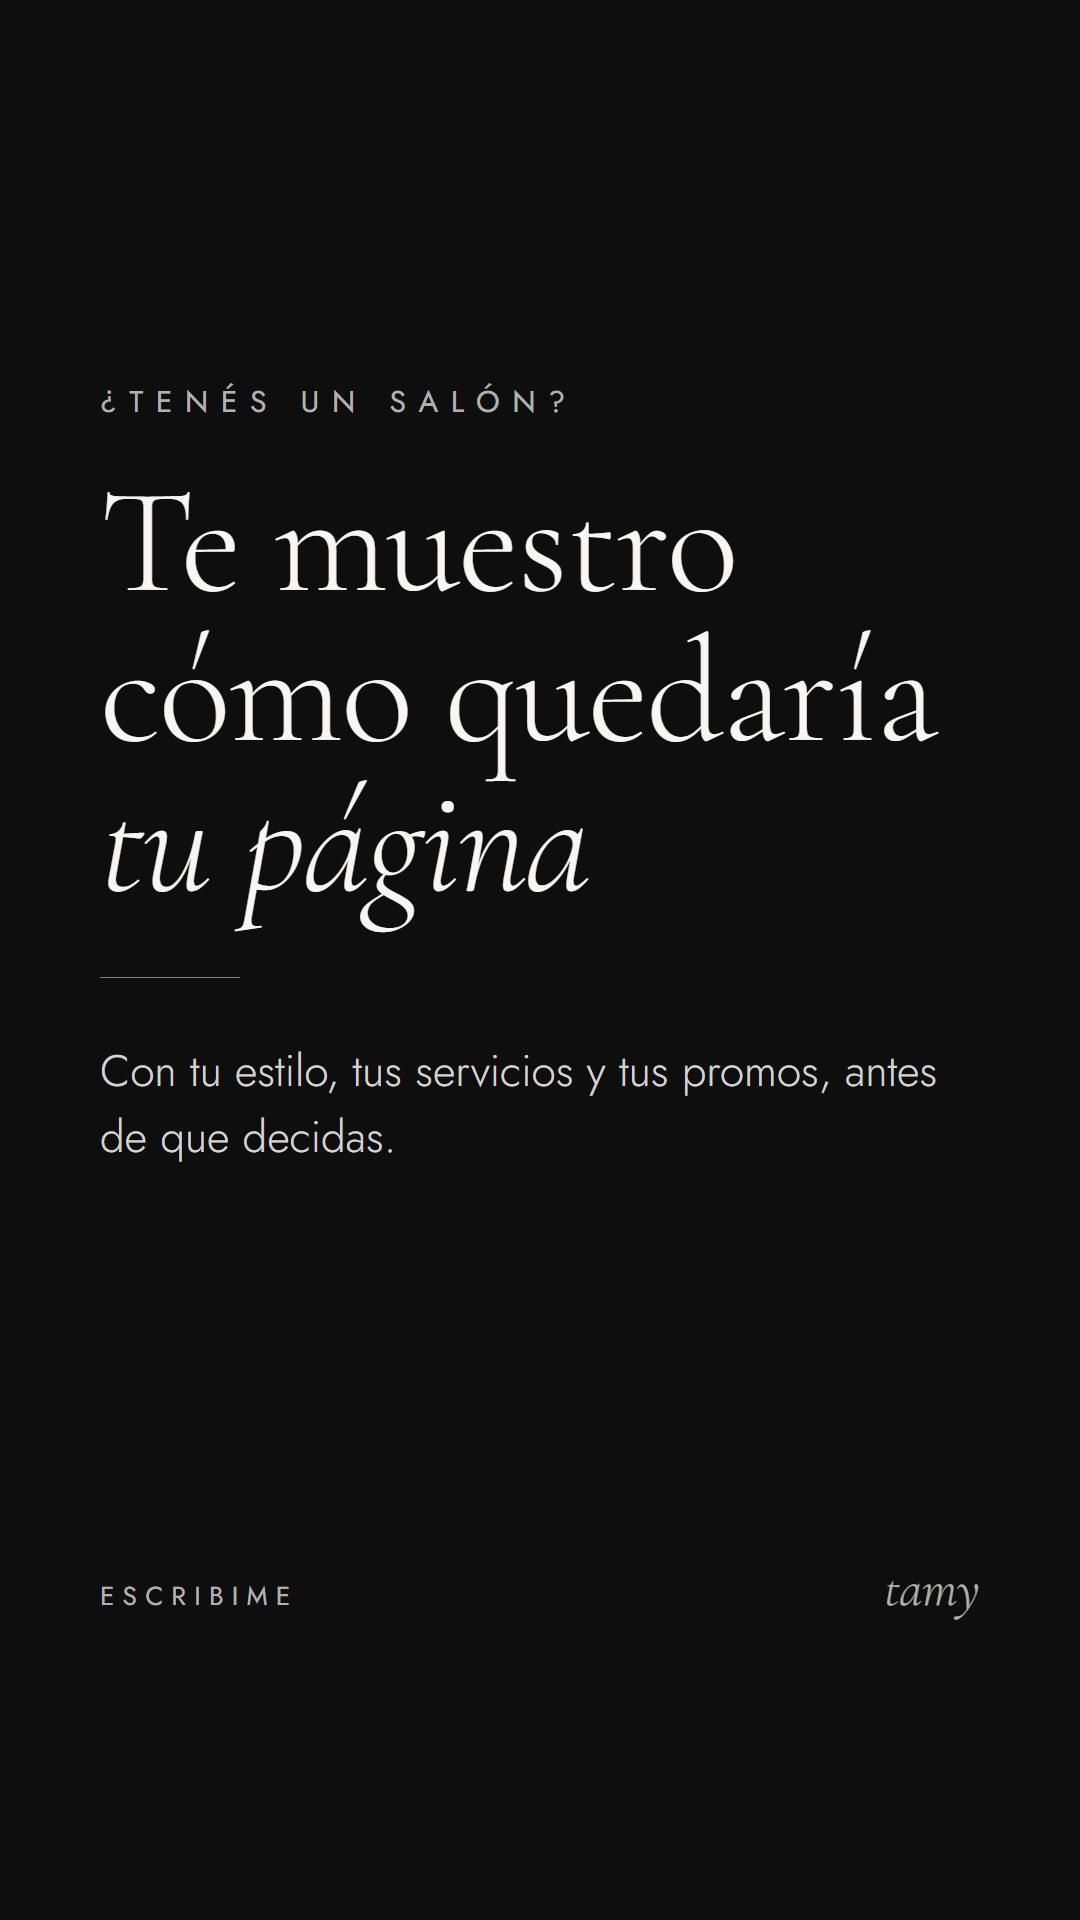 ¿TENÉS UN SALÓN?
Te muestro
cómo quedaría
tu página
Con tu estilo, tus servicios y tus promos, antes
de que decidas.
ESCRIBIME
tamy